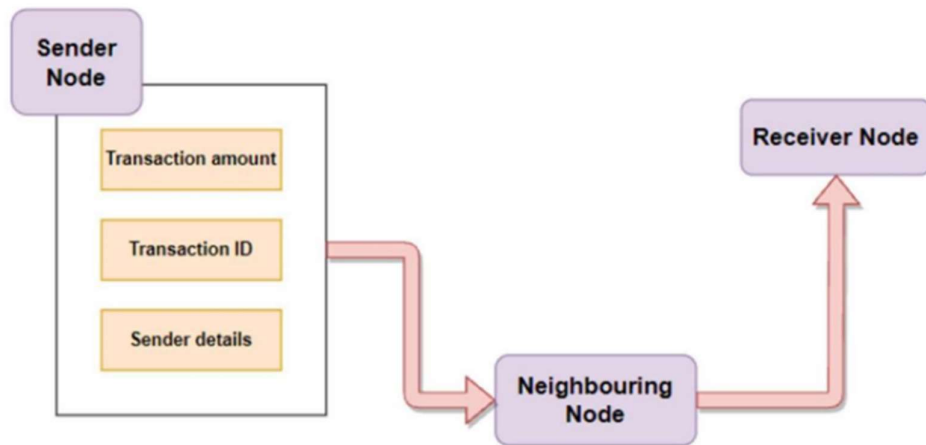 Sender
Node
Transaction amount
Transaction ID
Sender details
Receiver Node
Neighbouring
Node